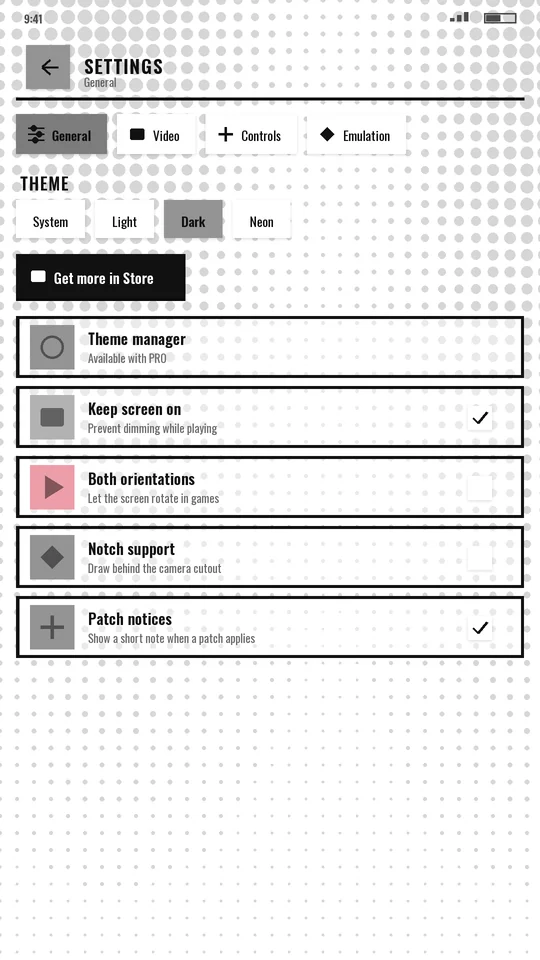 9:41
SETTINGS
General
General Video Controls Emulation
THEME
System Light Dark Neon
Get more in Store
Theme manager
Available with PRO
Keep screen on
Prevent dimming while playing
Both orientations
Let the screen rotate in games
Notch support
Draw behind the camera cutout
Patch notices
Show a short note when a patch applies